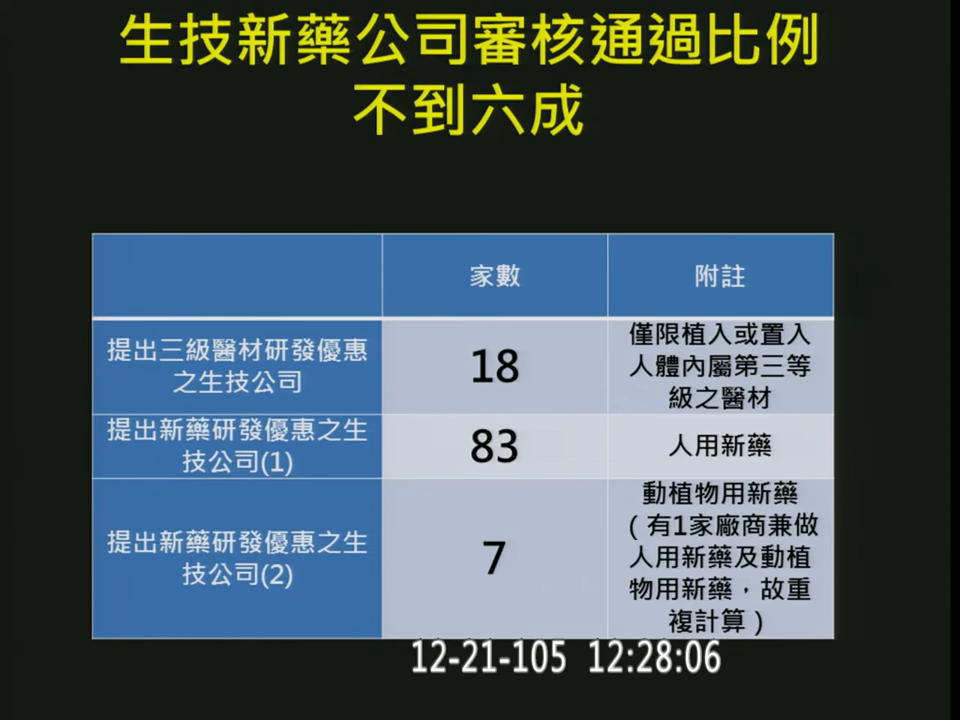 生技新藥公司審核通過比例
不到六成
家數
附註
提出三級醫材研發優惠
之生技公司
18
僅限植入或置入
人體內屬第三等
級之醫材
提出新藥研發優惠之生
技公司(1)
83
人用新藥
提出新藥研發優惠之生
技公司(2)
7
動植物用新藥
(有1家廠商兼做
人用新藥及動植
物用新藥，故重
複計算)
12-21-105 12:28:06